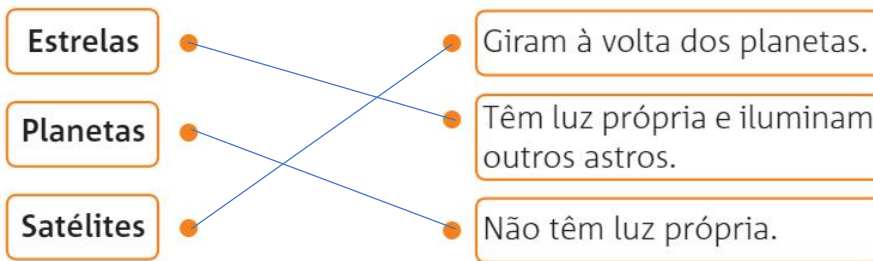 Estrelas
Giram à volta dos planetas.
Planetas
Têm luz própria e iluminam
outros astros.
Satélites
Não têm luz própria.